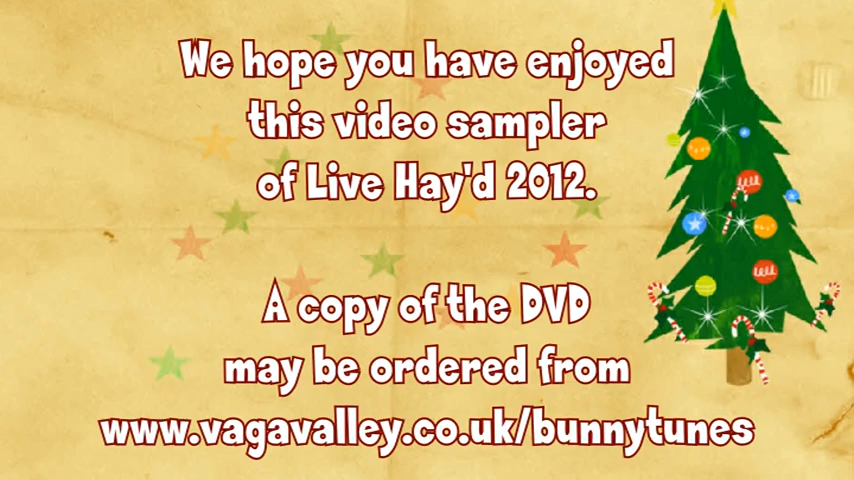 We hope you have enjoyed
this video sampler
of Live Hay'd 2012.
A copy of the DVD
may be ordered from
www.vagavalley.co.uk/bunnytunes